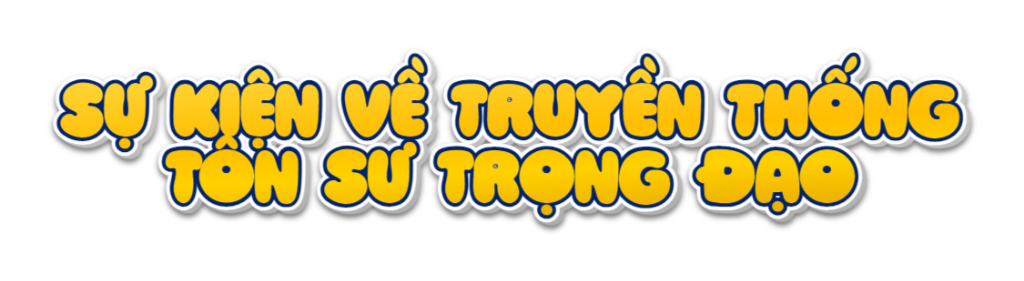 SỰ KIỆN VỀ TRUYỀN THỐNG
TÔN SƯ TRỌNG ĐẠO